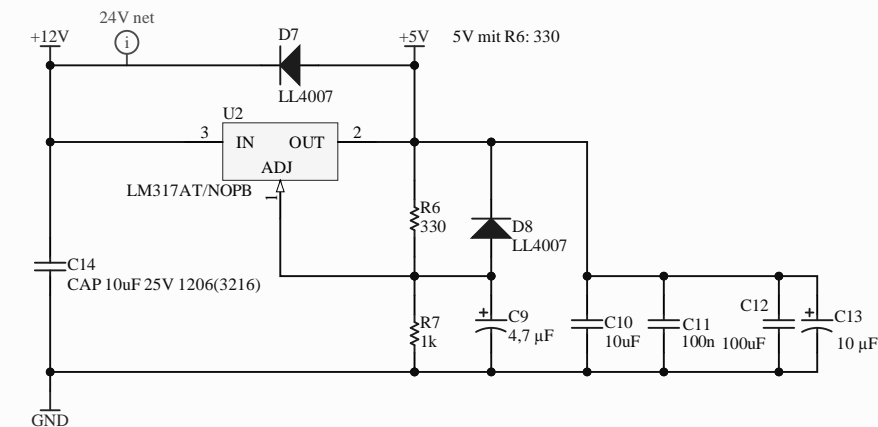 24V net
i
+12V
D7
+5V
5V mit R6: 330
LL4007
U2
3
IN
OUT
2
ADJ
LM317AT/NOPB
1
R6
330
D8
LL4007
C14
CAP 10uF 25V 1206(3216)
R7
1k
+
C9
4,7 µF
C10
10uF
C11
100n
C12
100uF
+
C13
10 µF
GND